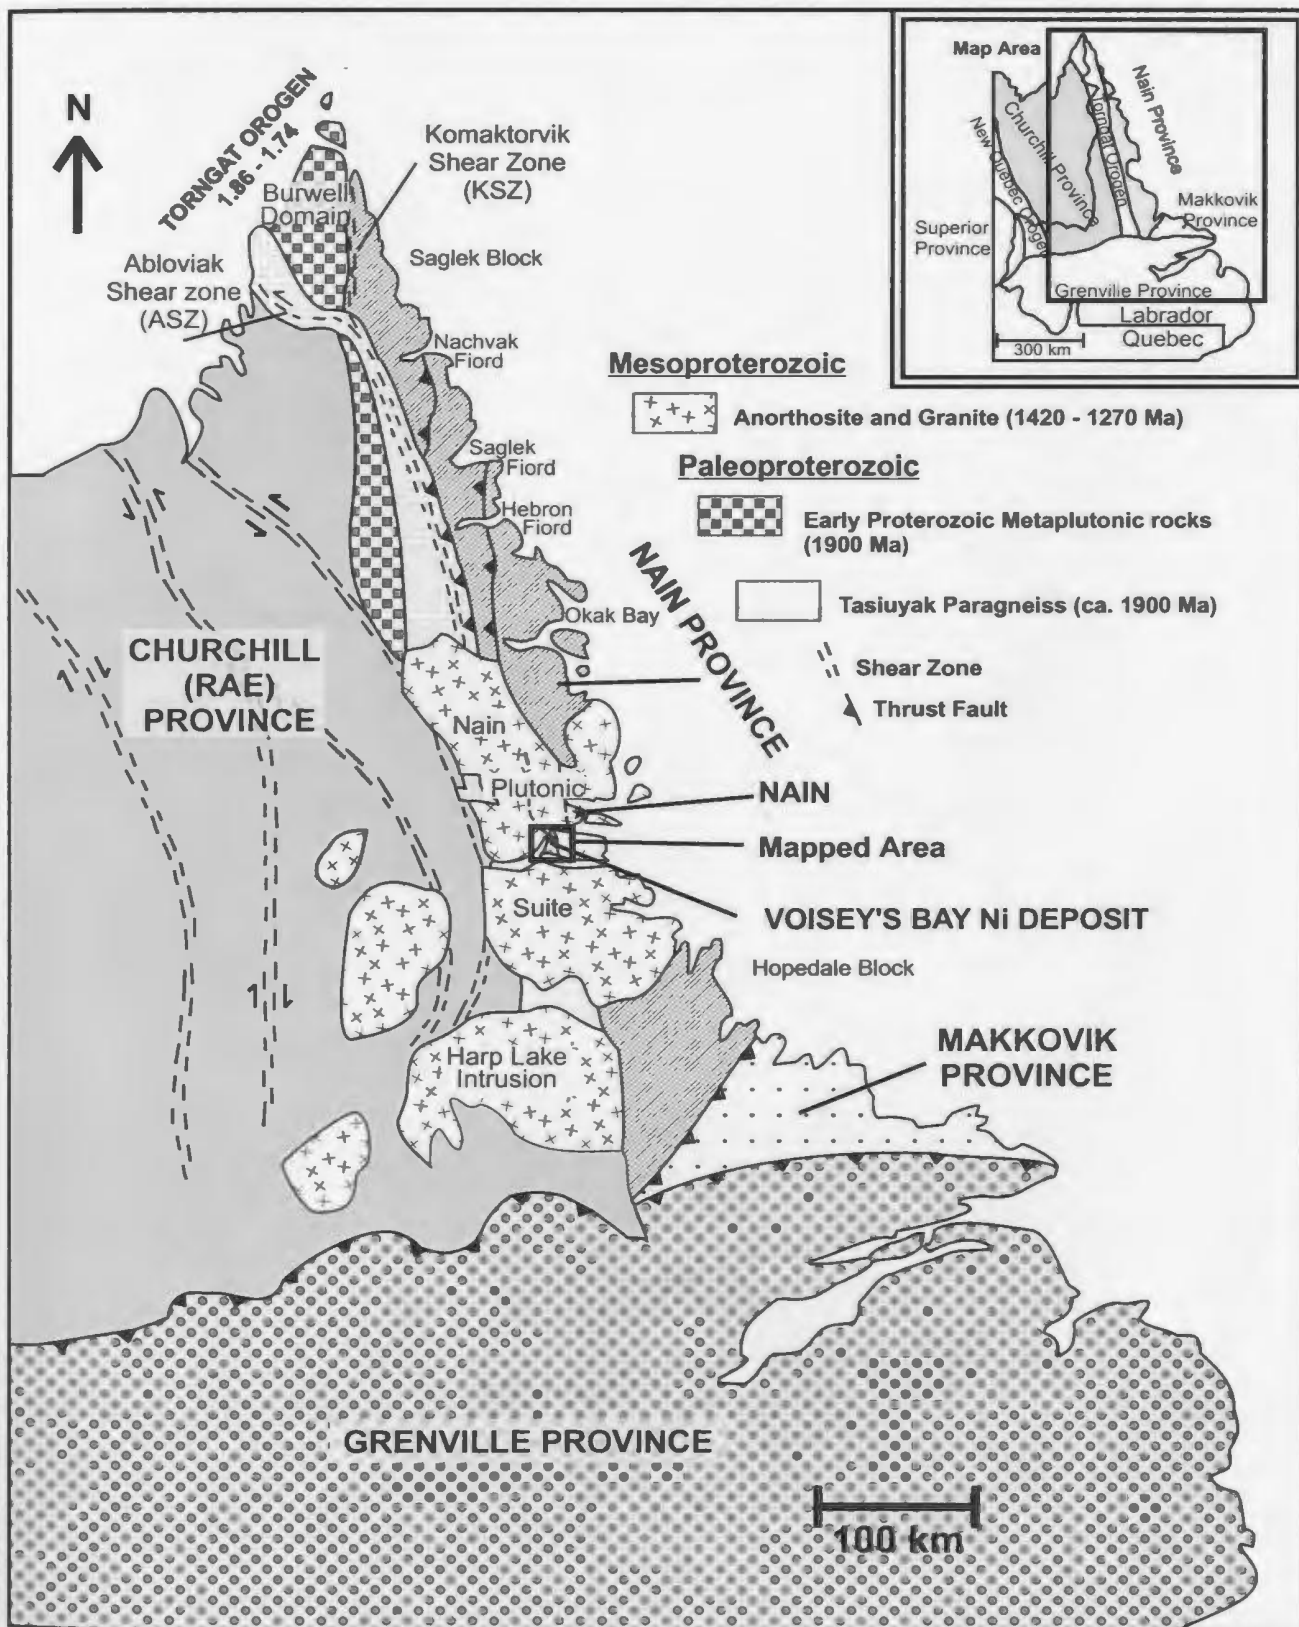 N
TORNGAT OROGEN
1.86 - 1.74
Komaktorvik
Shear Zone
(KSZ)
Burwell
Domain
Abloviak
Shear zone
(ASZ)
Saglek Block
Nachvak
Fiord
Saglek
Fiord
Hebron
Fiord
Okak Bay
Map Area
Nain Province
Torngat Orogen
Churchill Province
New Quebec Orogen
Makkovik
Province
Superior
Province
Grenville Province
Labrador
Quebec
300 km
Mesoproterozoic
Anorthosite and Granite (1420 - 1270 Ma)
Paleoproterozoic
Early Proterozoic Metaplutonic rocks
(1900 Ma)
Tasiuyak Paragneiss (ca. 1900 Ma)
Shear Zone
Thrust Fault
NAIN PROVINCE
CHURCHILL
(RAE)
PROVINCE
Nain
Plutonic
Suite
NAIN
Mapped Area
VOISEY'S BAY Ni DEPOSIT
Hopedale Block
MAKKOVIK
PROVINCE
Harp Lake
Intrusion
GRENVILLE PROVINCE
100 km